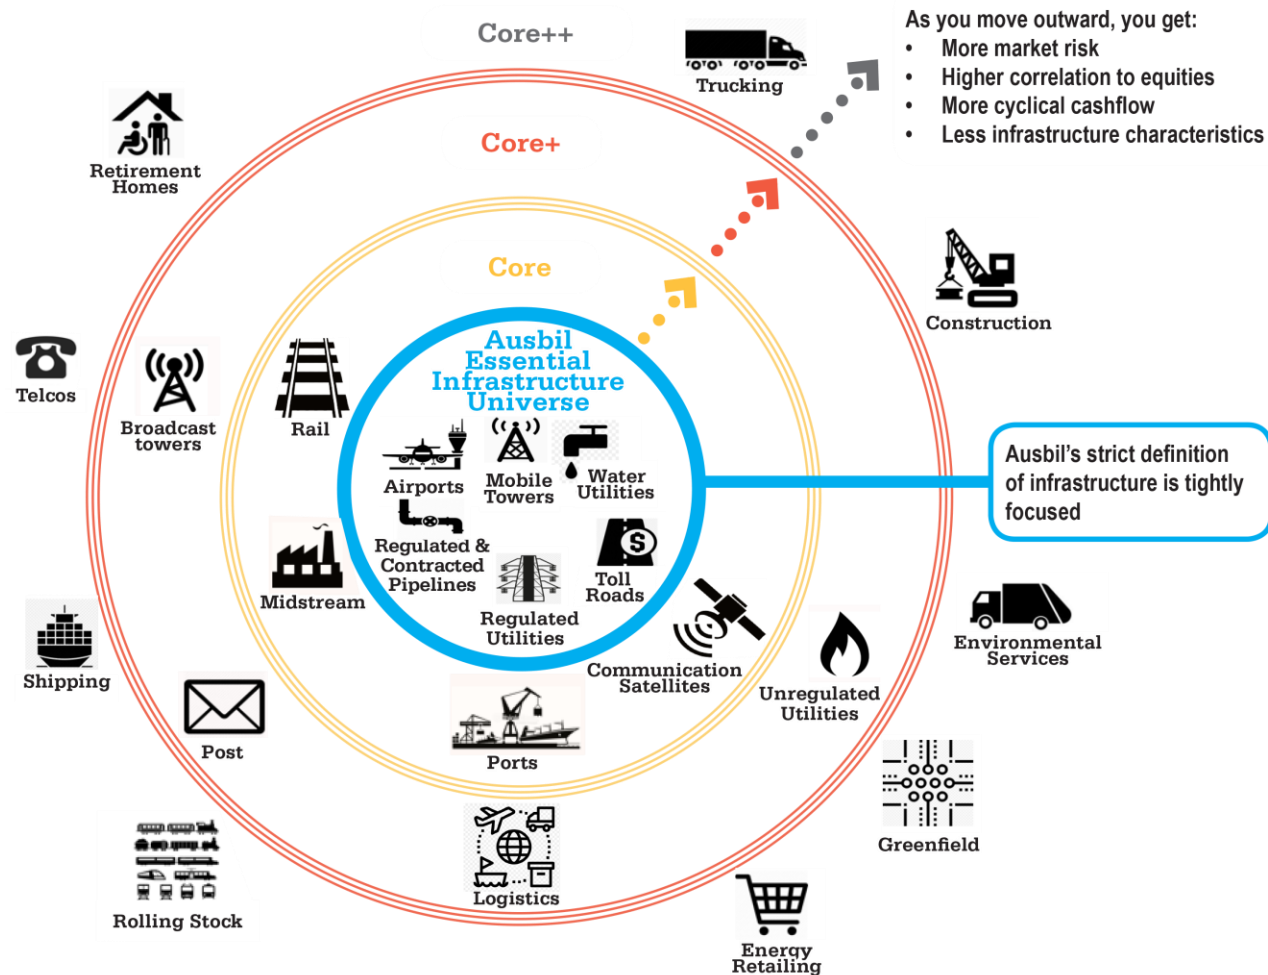 As you move outward, you get:
• More market risk
• Higher correlation to equities
• More cyclical cashflow
• Less infrastructure characteristics
Core++
Trucking
Core+
Retirement
Homes
Core
Construction
Ausbil
Essential
Infrastructure
Universe
Telcos
Broadcast
towers
Rail
Airports
Mobile
Towers
Water
Utilities
Ausbil's strict definition
of infrastructure is tightly
focused
Regulated &
Contracted
Pipelines
$
Toll
Roads
Midstream
Regulated
Utilities
Communication
Satellites
Environmental
Services
Shipping
Unregulated
Utilities
Post
Ports
Greenfield
Logistics
Rolling Stock
Energy
Retailing